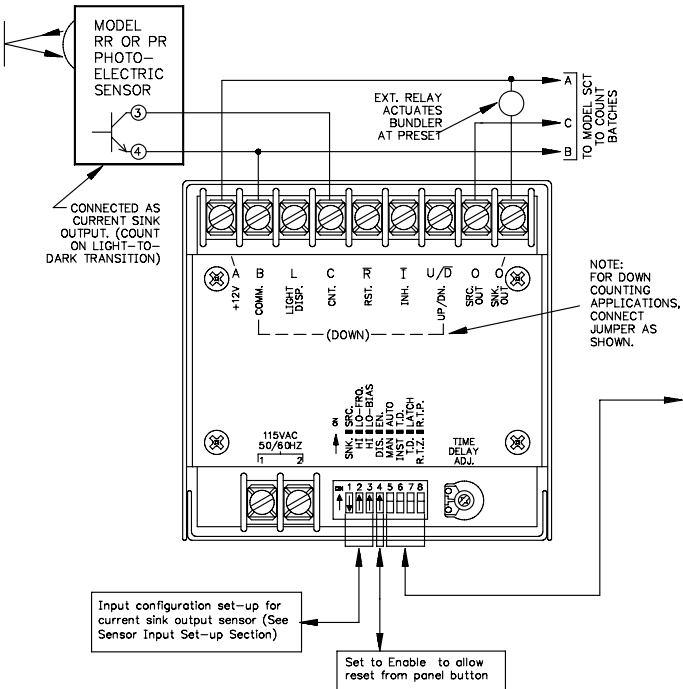 MODEL
RR OR PR
PHOTO-
ELECTRIC
SENSOR
3
4
EXT. RELAY
ACTUATES
BUNDLER
AT PRESET
A
C
B
TO MODEL SCT
TO COUNT
BATCHES
CONNECTED AS
CURRENT SINK
OUTPUT. (COUNT
ON LIGHT-TO-
DARK TRANSITION)
A B L C R I U/D O O
+12V
COMM.
LIGHT
DISP.
CNT.
RST.
INH.
UP/DN.
SRC.
OUT
SNK.
OUT
(DOWN)
NOTE:
FOR DOWN
COUNTING
APPLICATIONS,
CONNECT
JUMPER AS
SHOWN.
115VAC
50/60HZ
1 2
ON
SNK. SRC.
HI LO-FRQ.
HI LO-BIAS
DIS. EN.
MAN AUTO
INST T.D.
T.D. LATCH
R.T.Z. R.T.P.
TIME
DELAY
ADJ.
ON 1 2 3 4 5 6 7 8
Input configuration set-up for
current sink output sensor (See
Sensor Input Set-up Section)
Set to Enable to allow
reset from panel button